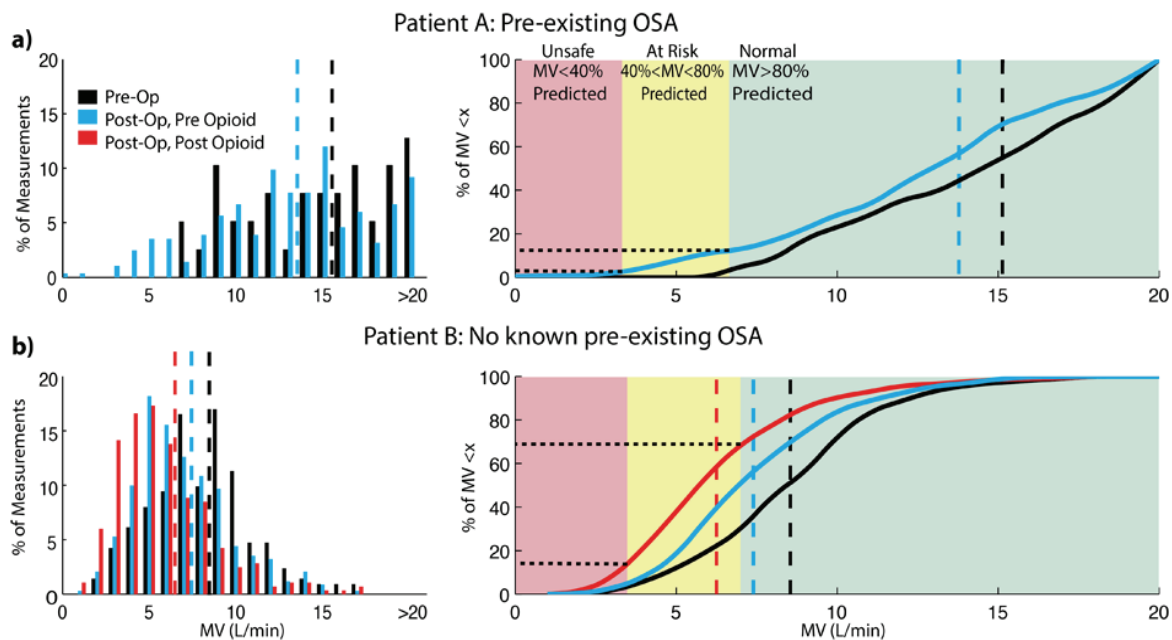 Patient A: Pre-existing OSA
a)
20
15
10
5
0
% of Measurements
Pre-Op
Post-Op, Pre Opioid
Post-Op, Post Opioid
0 5 10 15 >20
Unsafe At Risk Normal
MV<40% 40%<MV<80% MV>80%
Predicted Predicted Predicted
100
80
60
40
20
0
% of MV <x
0 5 10 15 20
Patient B: No known pre-existing OSA
b)
20
15
10
5
0
% of Measurements
0 5 10 15 >20
MV (L/min)
100
80
60
40
20
0
% of MV <x
0 5 10 15 20
MV (L/min)